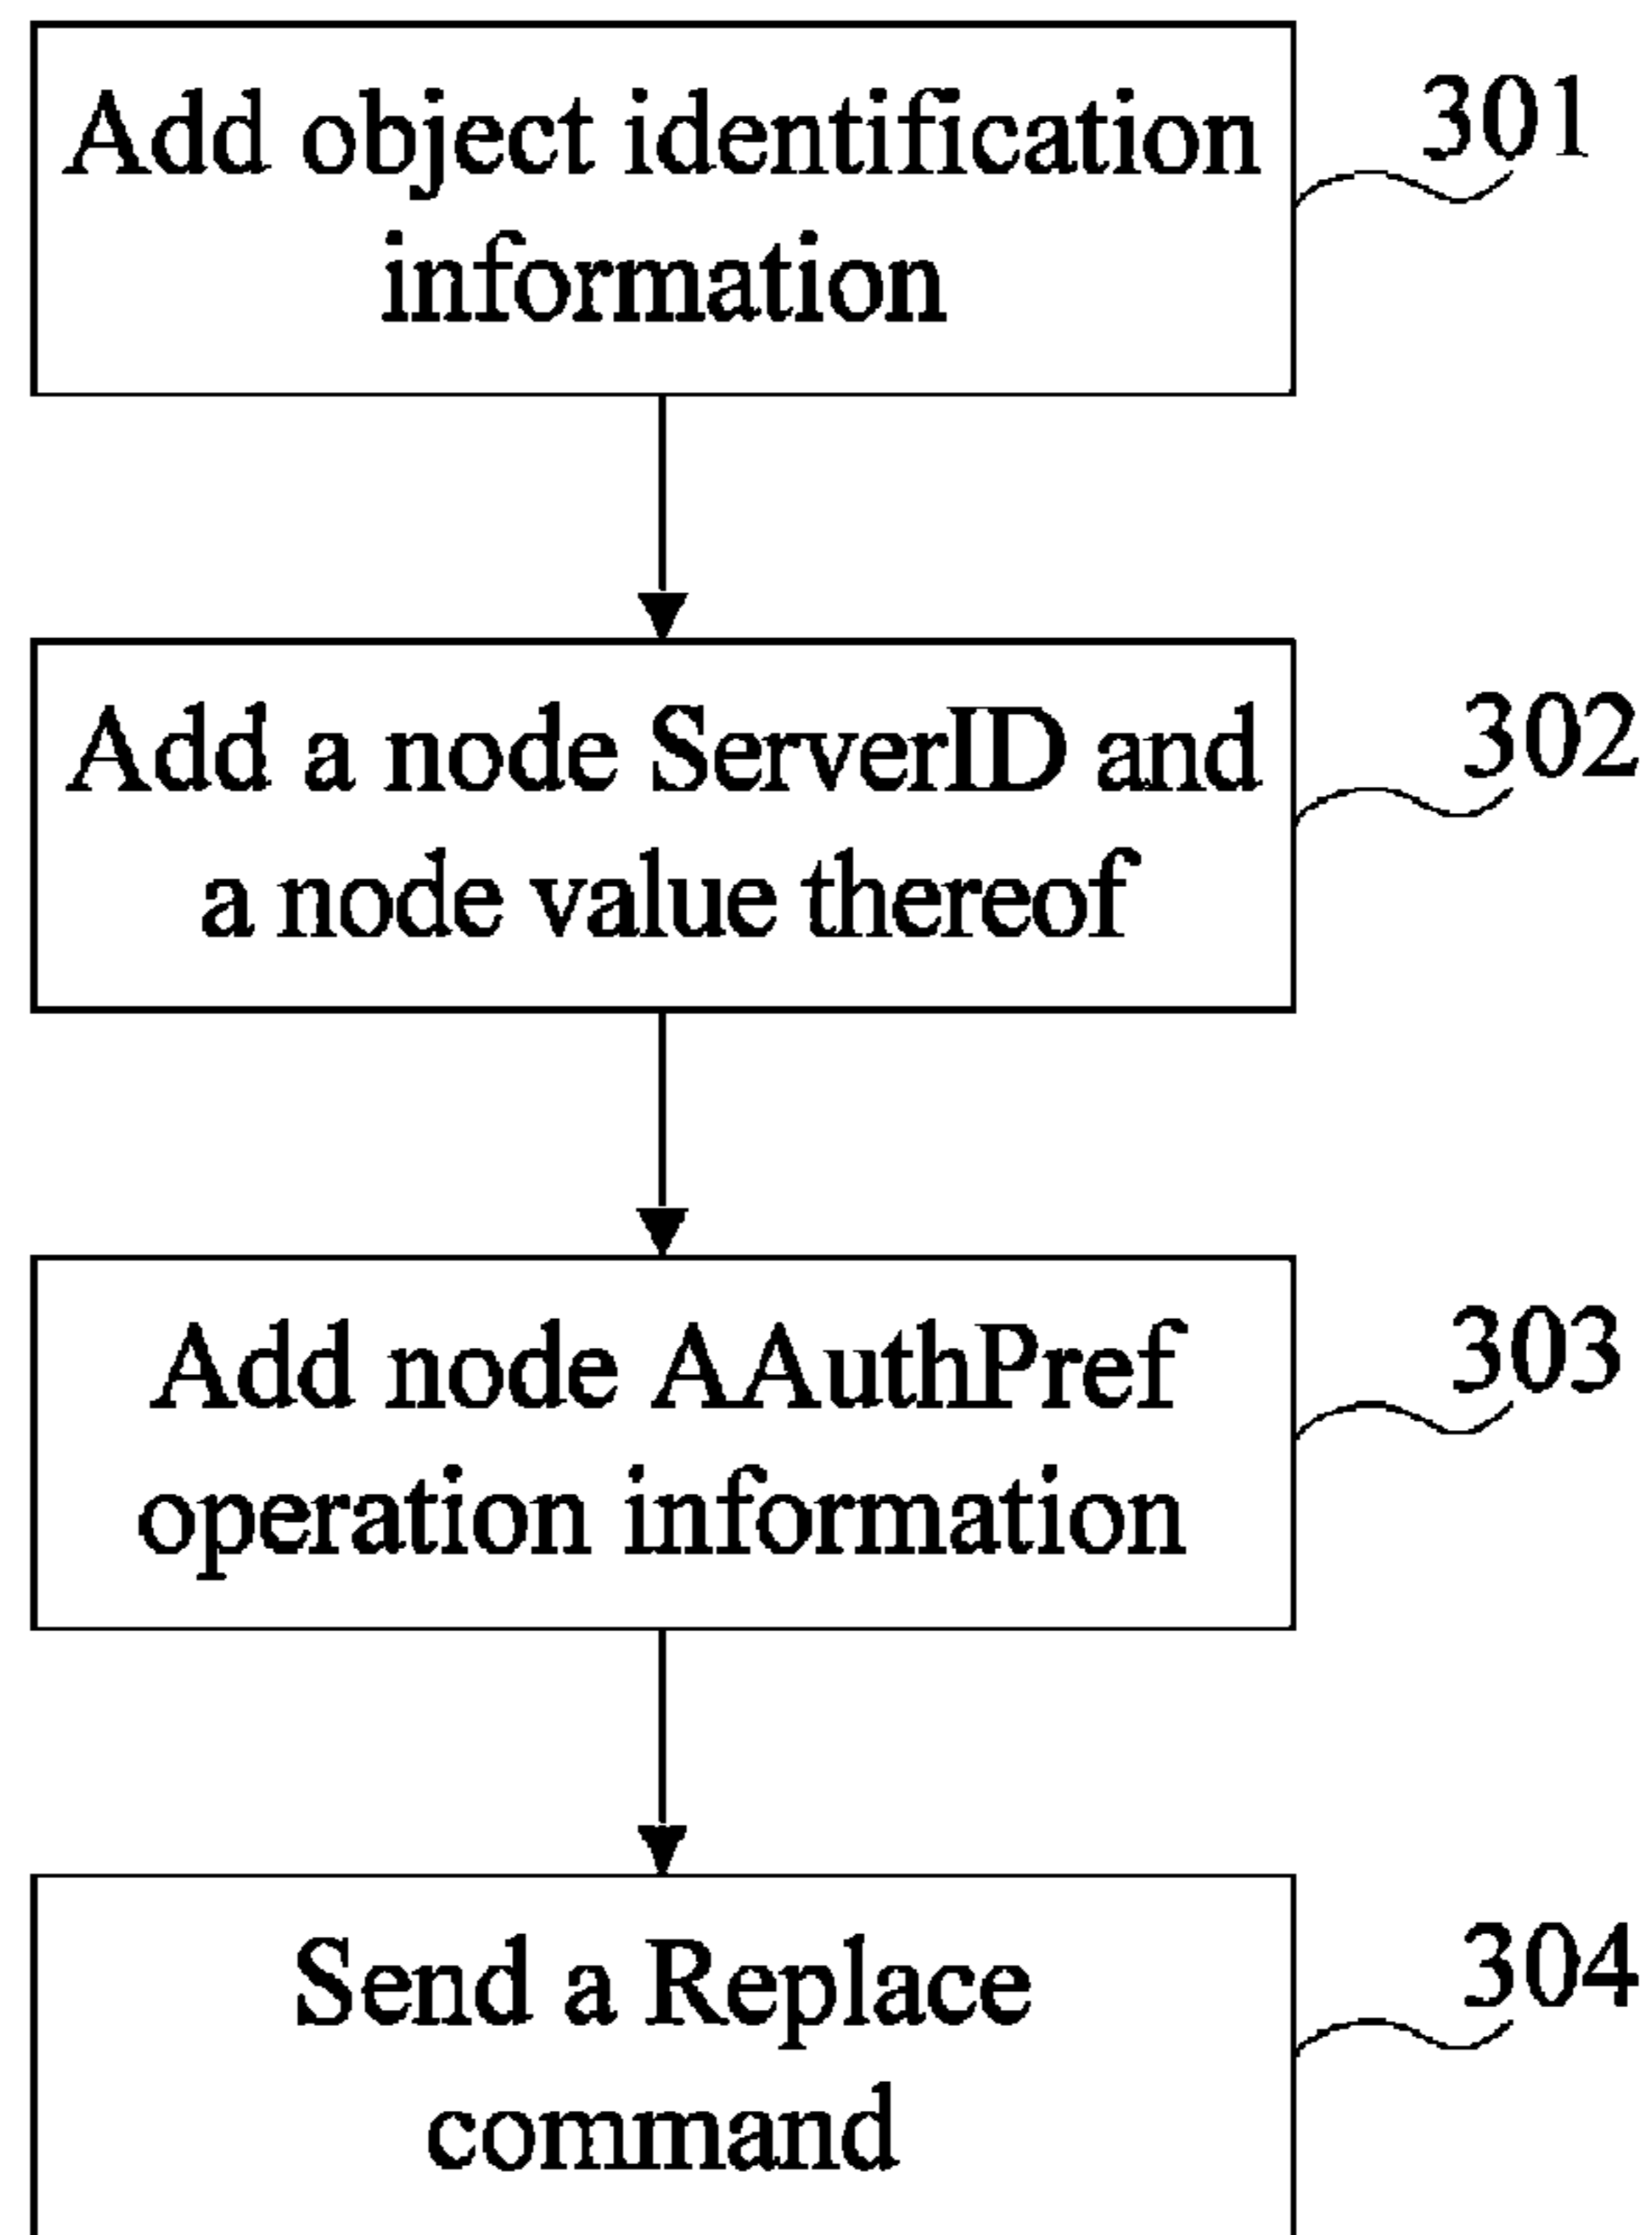 Add object identification
information
301
Add a node ServerID and
a node value thereof
302
Add node AAuthPref
operation information
303
Send a Replace
command
304